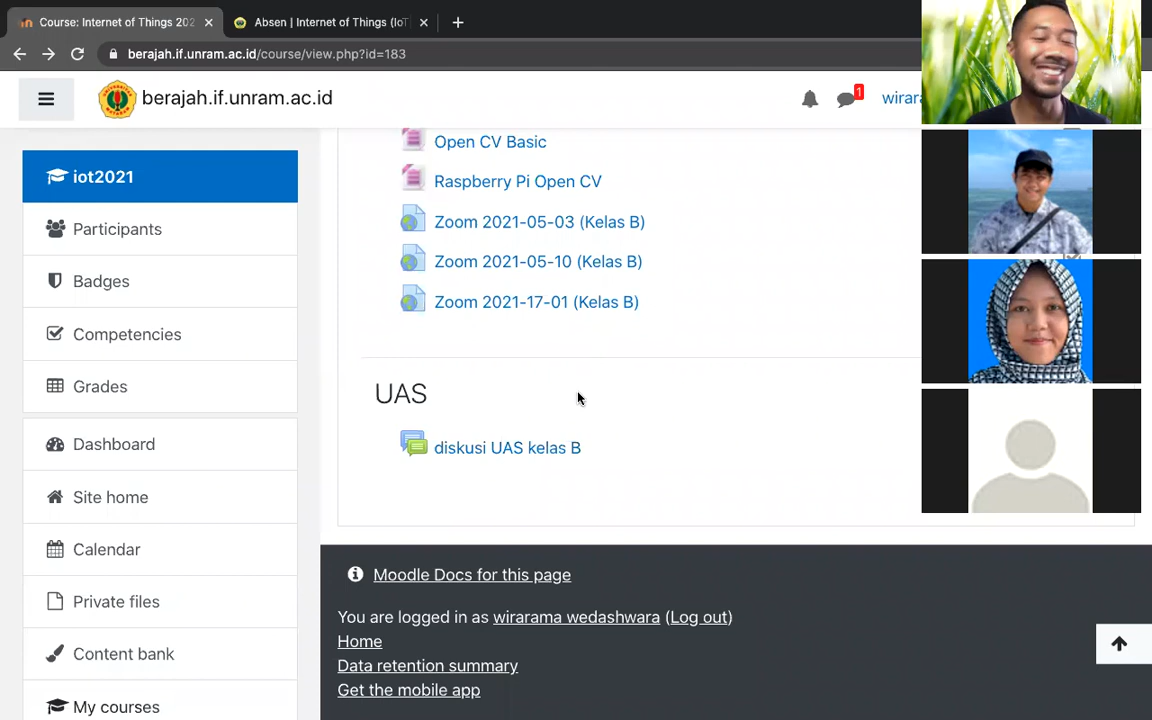 Course: Internet of Things 202
Absen | Internet of Things (IoT
berajah.if.unram.ac.id/course/view.php?id=183
berajah.if.unram.ac.id
1
wirara
iot2021
Participants
Badges
Competencies
Grades
Dashboard
Site home
Calendar
Private files
Content bank
My courses
Open CV Basic
Raspberry Pi Open CV
Zoom 2021-05-03 (Kelas B)
Zoom 2021-05-10 (Kelas B)
Zoom 2021-17-01 (Kelas B)
UAS
diskusi UAS kelas B
Moodle Docs for this page
You are logged in as wirarama wedashwara (Log out)
Home
Data retention summary
Get the mobile app